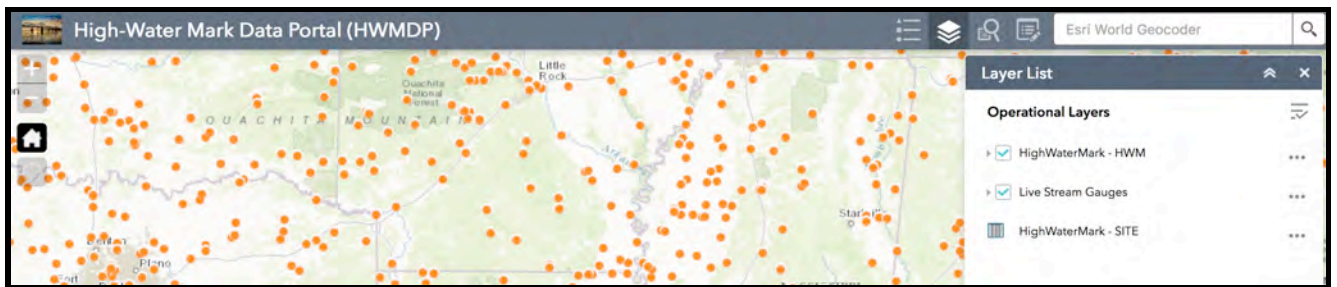 High-Water Mark Data Portal (HWMDP)
Esri World Geocoder
Little
Rock
Ouachita
National
Forest
OUACHITA MOUNTAIN
Layer List
Operational Layers
HighWaterMark - HWM
Live Stream Gauges
HighWaterMark - SITE
Plano